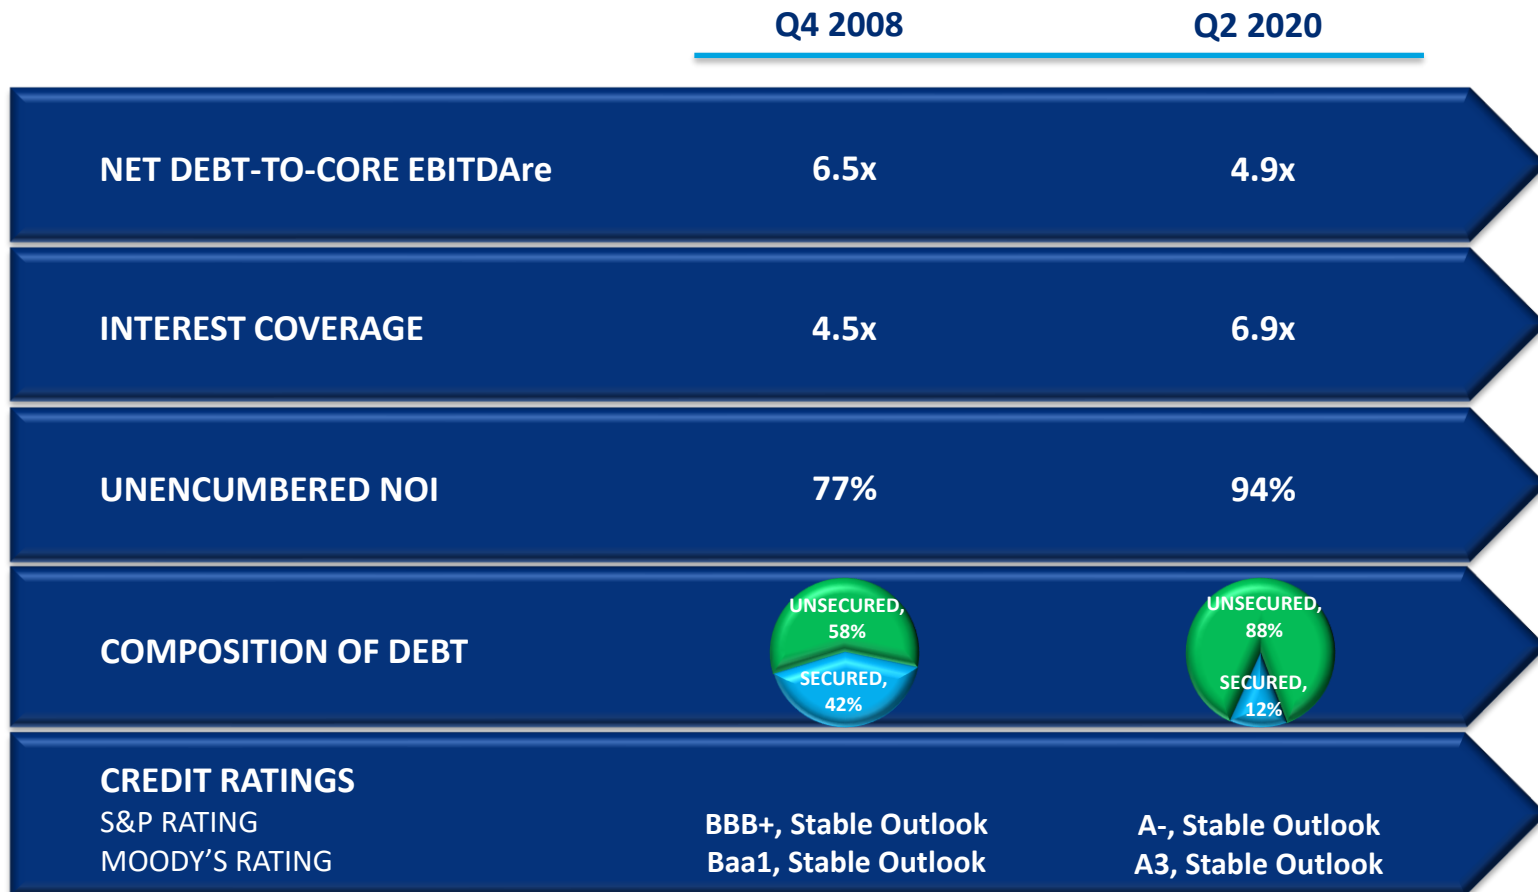 Q4 2008 Q2 2020
NET DEBT-TO-CORE EBITDAre 6.5x 4.9x
INTEREST COVERAGE 4.5x 6.9x
UNENCUMBERED NOI 77% 94%
COMPOSITION OF DEBT
UNSECURED,
58%
SECURED,
42%
UNSECURED,
88%
SECURED,
12%
CREDIT RATINGS
S&P RATING BBB+, Stable Outlook A-, Stable Outlook
MOODY'S RATING Baa1, Stable Outlook A3, Stable Outlook